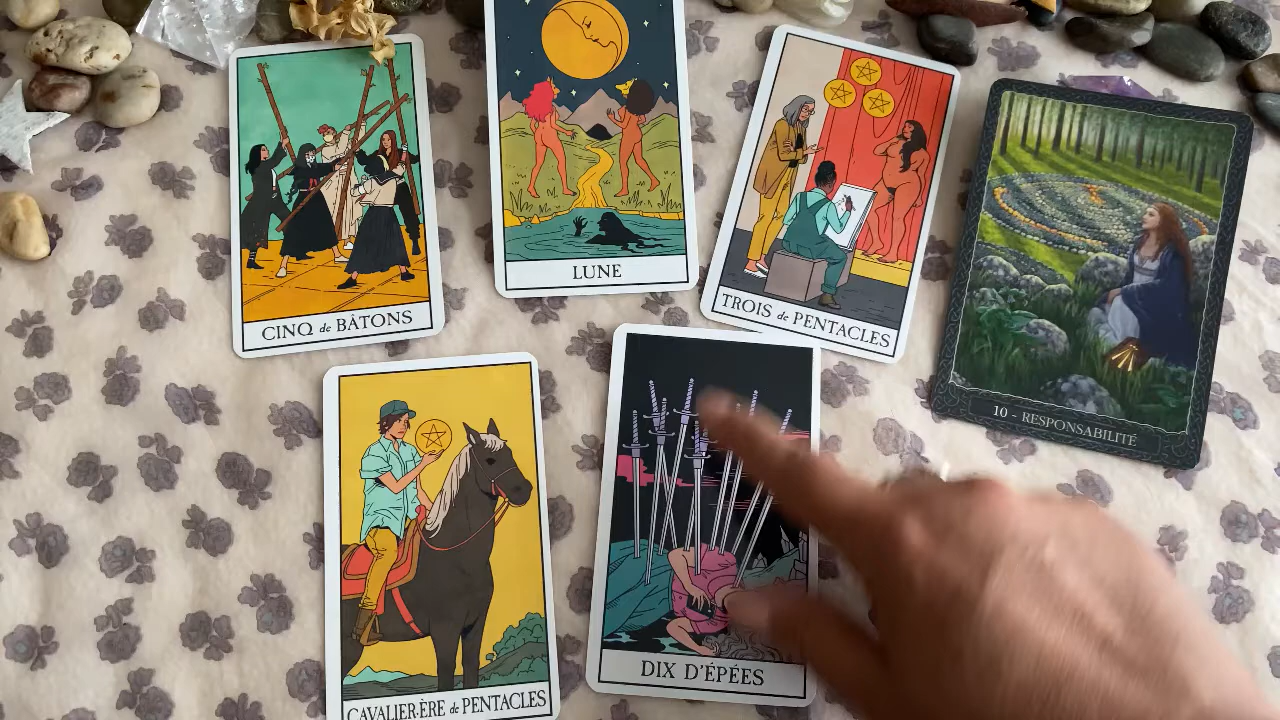 CINQ de BÂTONS
LUNE
TROIS de PENTACLES
10 - RESPONSABILITÉ
CAVALIER·ÈRE de PENTACLES
DIX D'ÉPÉES